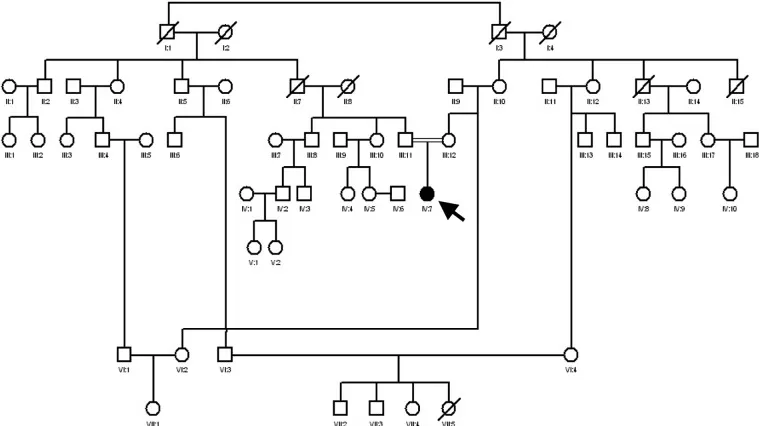 I:1 I:2 I:3 I:4
II:1 II:2 II:3 II:4 II:5 II:6 II:7 II:8 II:9 II:10 II:11 II:12 II:13 II:14 II:15
III:1 III:2 III:3 III:4 III:5 III:6 III:7 III:8 III:9 III:10 III:11 III:12 III:13 III:14 III:15 III:16 III:17 III:18
IV:1 IV:2 IV:3 IV:4 IV:5 IV:6 IV:7 IV:8 IV:9 IV:10
V:1 V:2
VI:1 VI:2 VI:3 VI:4
VII:1 VII:2 VII:3 VII:4 VII:5